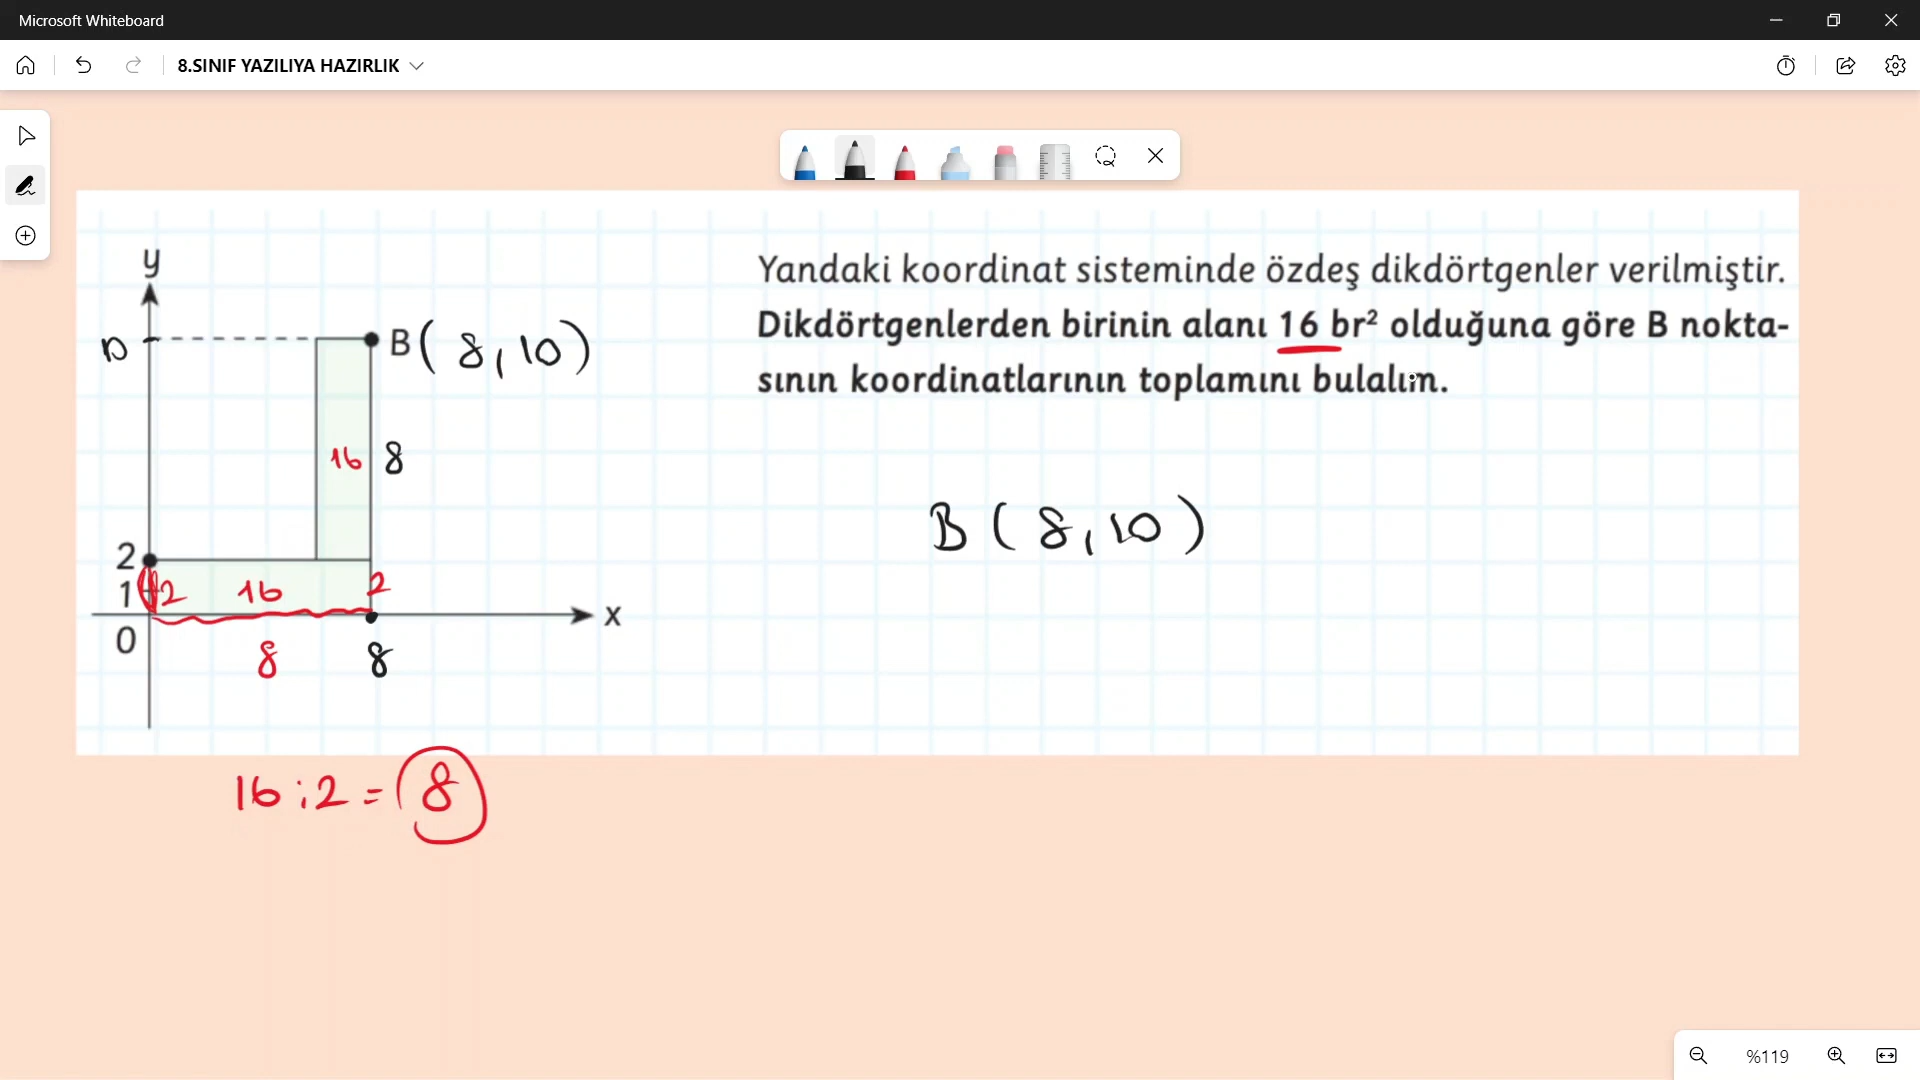 Microsoft Whiteboard
8.SINIF YAZILIYA HAZIRLIK
y
Yandaki koordinat sisteminde özdeş dikdörtgenler verilmiştir.
Dikdörtgenlerden birinin alanı 16 br² olduğuna göre B nokta-
sının koordinatlarının toplamını bulalım.
10 B ( 8, 10 )
16 8
B ( 8, 10 )
2
1 2 16 2
x
0
8 8
16 : 2 = 8
%119